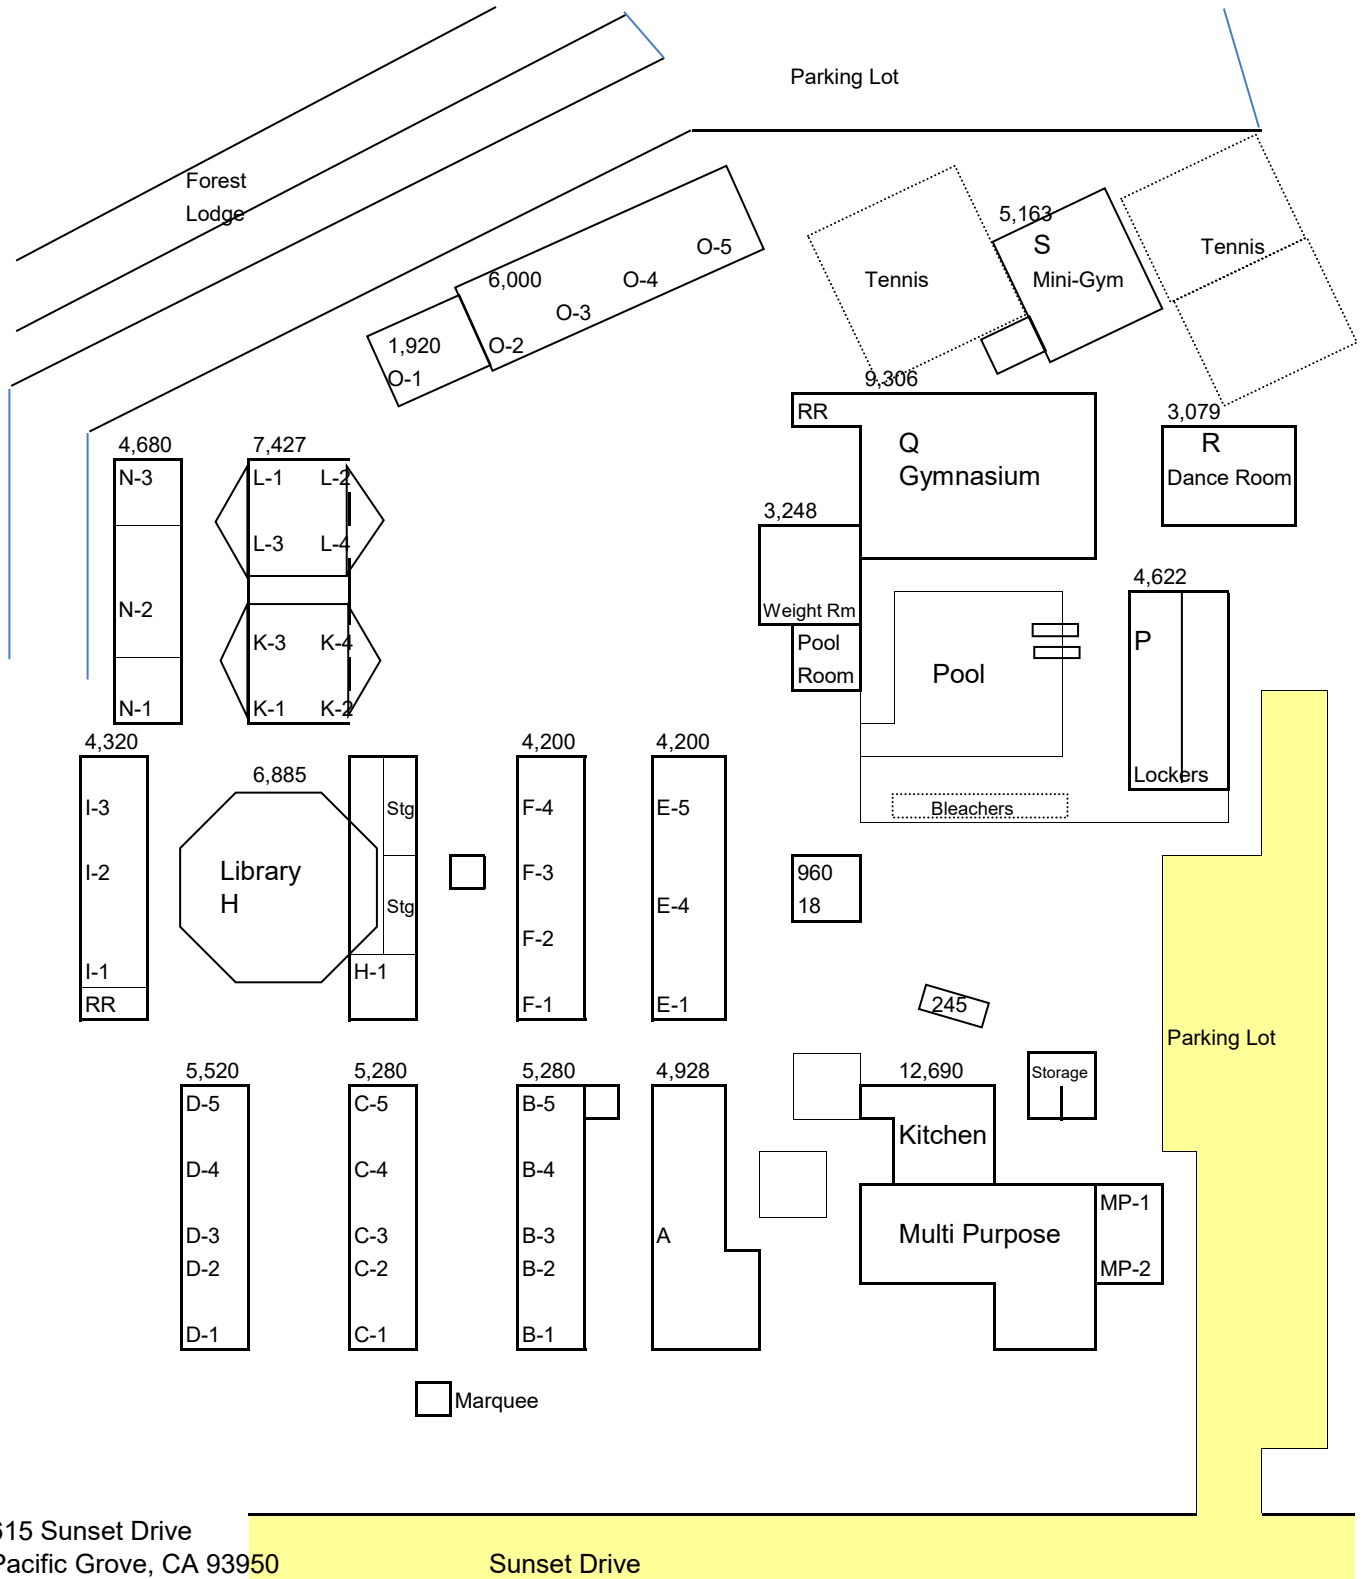 Parking Lot
Forest
Lodge
5,163
S
O-5
Tennis
6,000
O-4
Tennis
Mini-Gym
O-3
1,920
O-2
O-1
9,306
RR
3,079
4,680
7,427
Q
R
N-3
L-1
L-2
Gymnasium
Dance Room
3,248
L-3
L-4
4,622
N-2
Weight Rm
K-3
K-4
Pool
P
Room
Pool
N-1
K-1
K-2
4,320
4,200
4,200
6,885
Lockers
I-3
Stg
F-4
E-5
Bleachers
I-2
Library
F-3
960
H
Stg
E-4
18
F-2
I-1
H-1
RR
F-1
E-1
245
Parking Lot
5,520
5,280
5,280
4,928
12,690
Storage
D-5
C-5
B-5
Kitchen
D-4
C-4
B-4
MP-1
D-3
C-3
B-3
A
Multi Purpose
D-2
C-2
B-2
MP-2
D-1
C-1
B-1
Marquee
615 Sunset Drive
Pacific Grove, CA 93950
Sunset Drive